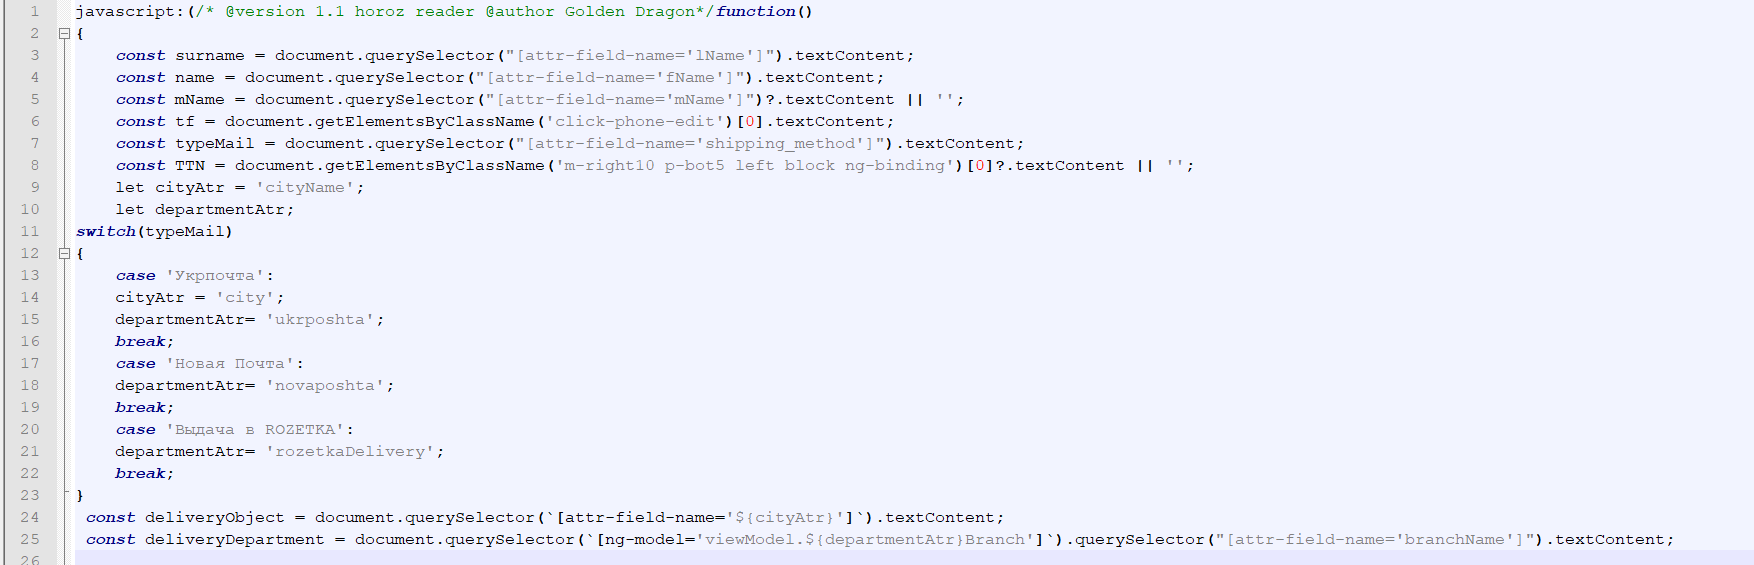 1 javascript:(/* @version 1.1 horoz reader @author Golden Dragon*/function()
2 {
3 const surname = document.querySelector("[attr-field-name='lName']").textContent;
4 const name = document.querySelector("[attr-field-name='fName']").textContent;
5 const mName = document.querySelector("[attr-field-name='mName']")?.textContent || '';
6 const tf = document.getElementsByClassName('click-phone-edit')[0].textContent;
7 const typeMail = document.querySelector("[attr-field-name='shipping_method']").textContent;
8 const TTN = document.getElementsByClassName('m-right10 p-bot5 left block ng-binding')[0]?.textContent || '';
9 let cityAtr = 'cityName';
10 let departmentAtr;
11 switch(typeMail)
12 {
13 case 'Укрпочта':
14 cityAtr = 'city';
15 departmentAtr= 'ukrposhta';
16 break;
17 case 'Новая Почта':
18 departmentAtr= 'novaposhta';
19 break;
20 case 'Выдача в ROZETKA':
21 departmentAtr= 'rozetkaDelivery';
22 break;
23 }
24 const deliveryObject = document.querySelector(`[attr-field-name='${cityAtr}']`).textContent;
25 const deliveryDepartment = document.querySelector(`[ng-model='viewModel.${departmentAtr}Branch']`).querySelector("[attr-field-name='branchName']").textContent;
26